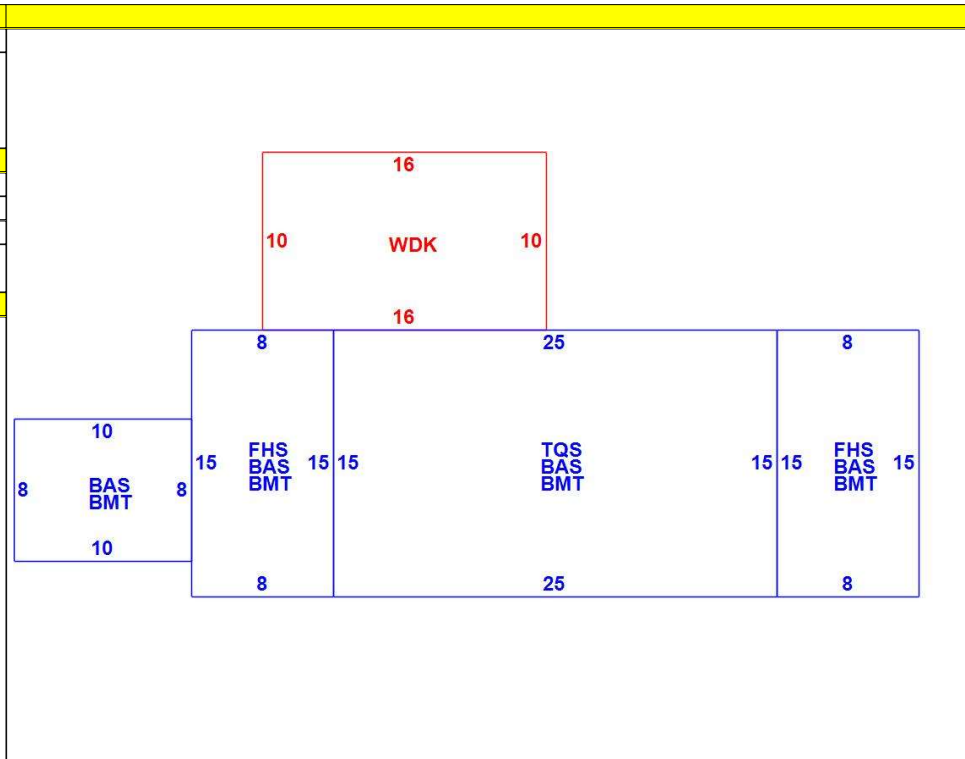 16
10 WDK 10
16
8 25 8
10
15 FHS 15 15 TQS 15 15 FHS 15
BAS BAS BAS
BMT BMT BMT
8 BAS 8
BMT
10
8 25 8